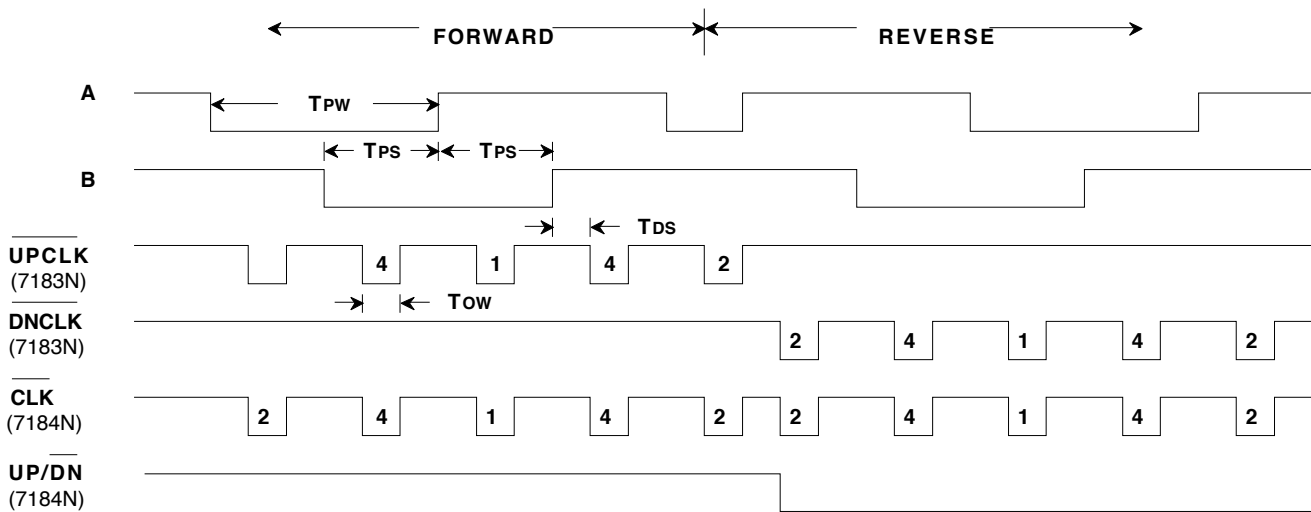 FORWARD REVERSE
A TPW
TPS TPS
B
TDS
UPCLK 4 1 4 2
(7183N)
TOW
DNCLK 2 4 1 4 2
(7183N)
CLK 2 4 1 4 2 2 4 1 4 2
(7184N)
UP/DN
(7184N)